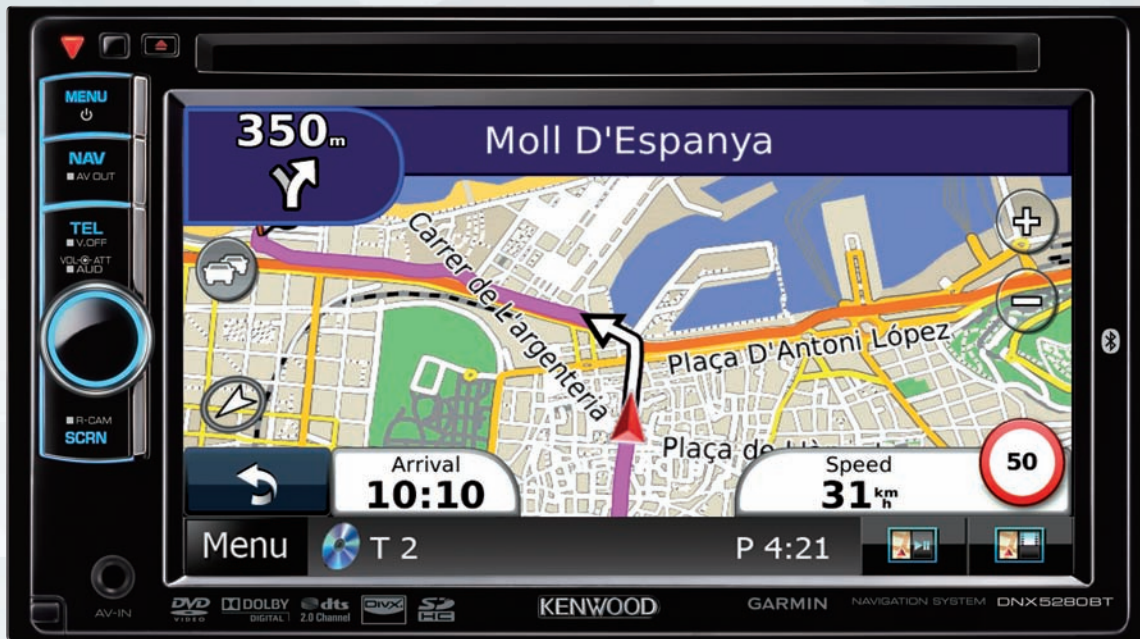 MENU
NAV
AV OUT
TEL
V.OFF
VOL ATT
AUD
R-CAM
SCRN
AV-IN
350m
Moll D'Espanya
Carrer de L'argenteria
Plaça D'Antoni López
Plaça de
Arrival
10:10
Speed
31 km/h
50
Menu
T 2
P 4:21
DVD
VIDEO
DOLBY
DIGITAL
dts
2.0 Channel
DIVX
SD
HC
KENWOOD
GARMIN
NAVIGATION SYSTEM
DNX5280BT